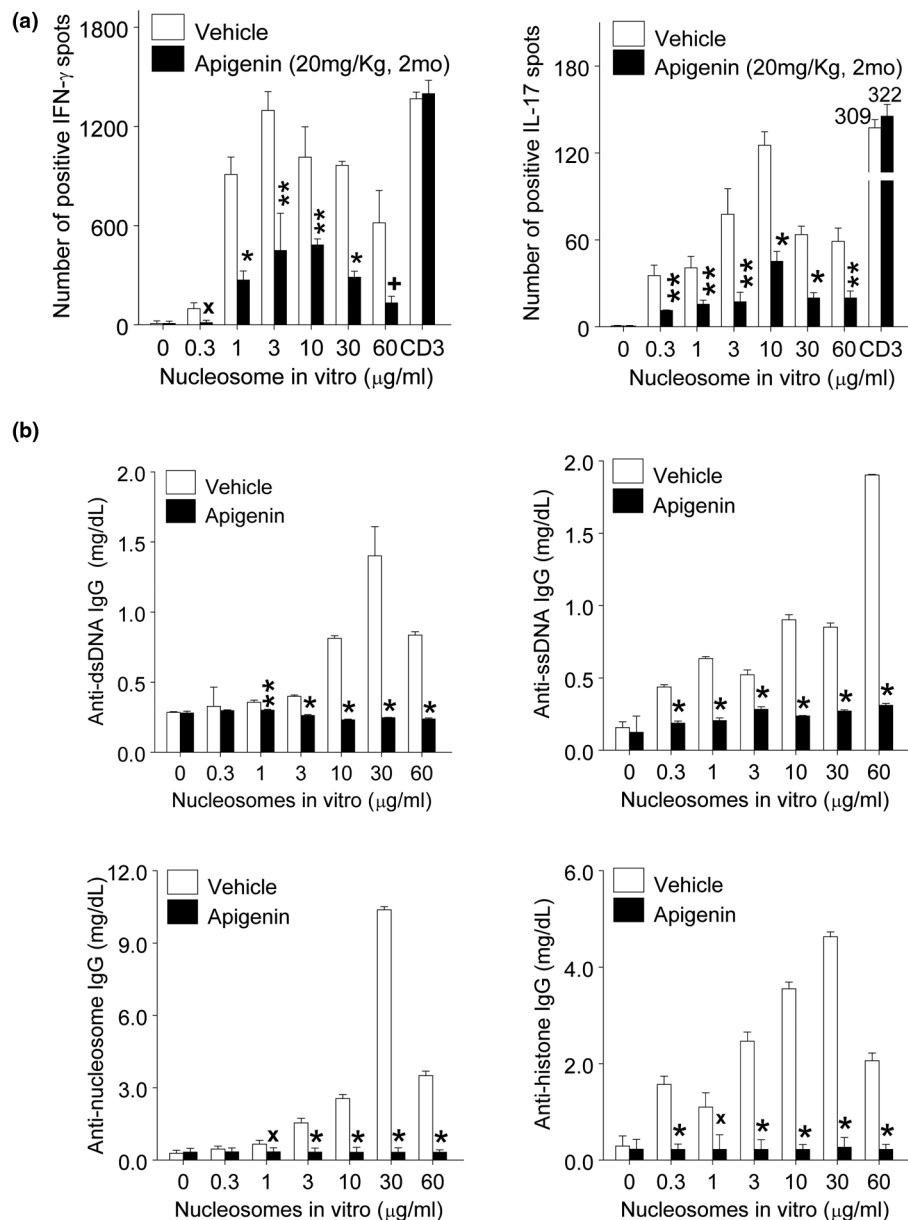 (a)
Number of positive IFN-γ spots
1800
1500
1200
900
600
300
0
Vehicle
Apigenin (20mg/Kg, 2mo)
x
*
**
**
*
+
0 0.3 1 3 10 30 60 CD3
Nucleosome in vitro (μg/ml)
Number of positive IL-17 spots
180
120
60
0
Vehicle
Apigenin (20mg/Kg, 2mo)
309
322
**
**
**
*
*
**
0 0.3 1 3 10 30 60 CD3
Nucleosome in vitro (μg/ml)
(b)
Anti-dsDNA IgG (mg/dL)
2.0
1.5
1.0
0.5
0.0
Vehicle
Apigenin
**
*
*
*
*
0 0.3 1 3 10 30 60
Nucleosomes in vitro (μg/ml)
Anti-ssDNA IgG (mg/dL)
2.0
1.5
1.0
0.5
0.0
Vehicle
Apigenin
* * * * * *
0 0.3 1 3 10 30 60
Nucleosomes in vitro (μg/ml)
Anti-nucleosome IgG (mg/dL)
12.0
9.0
6.0
3.0
0.0
Vehicle
Apigenin
x * * * *
0 0.3 1 3 10 30 60
Nucleosomes in vitro (μg/ml)
Anti-histone IgG (mg/dL)
6.0
4.0
2.0
0.0
Vehicle
Apigenin
* x * * * *
0 0.3 1 3 10 30 60
Nucleosomes in vitro (μg/ml)